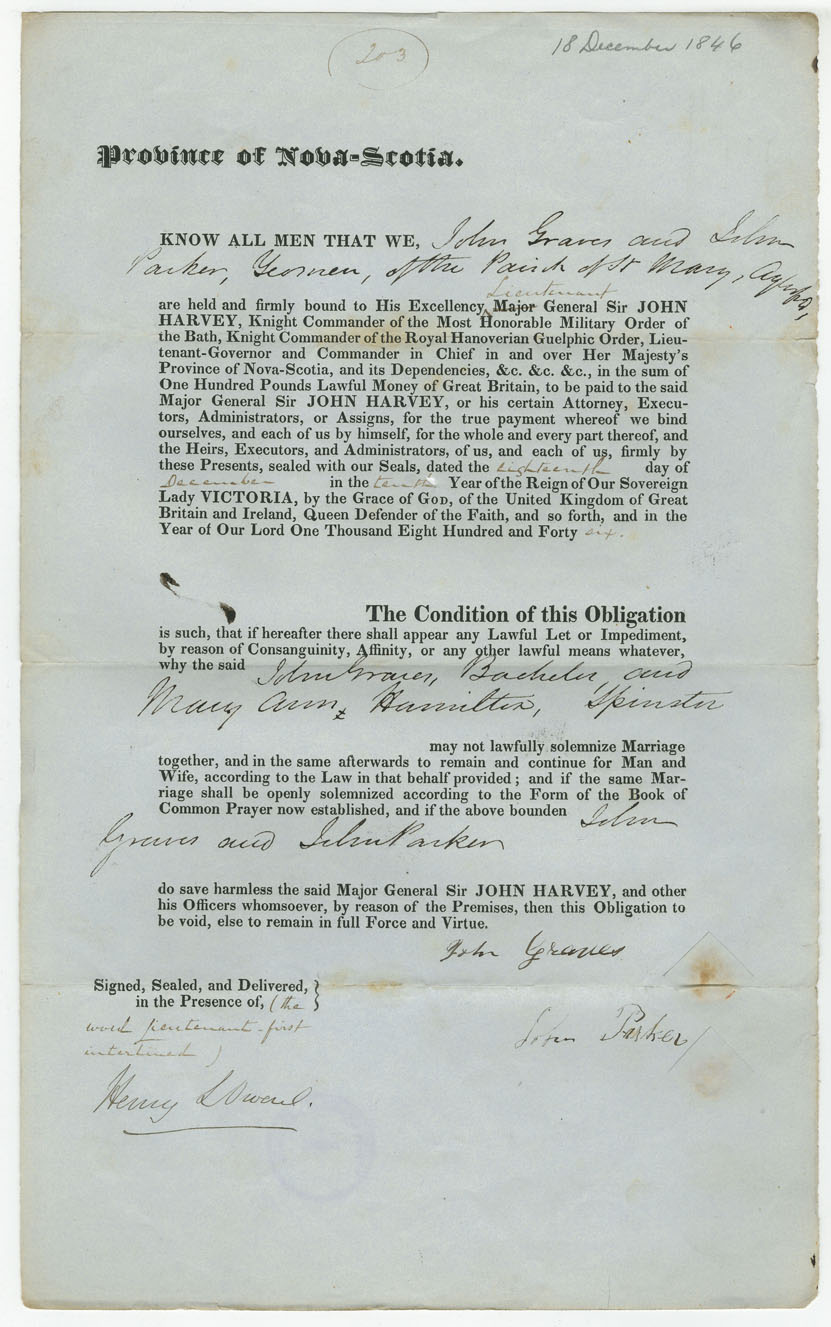 203
18 December 1846
Province of Nova-Scotia.
KNOW ALL MEN THAT WE, John Graves and John
Parker, Yeomen, of the Parish of St Mary, Aylesford,
Lieutenant
are held and firmly bound to His Excellency, Major General Sir JOHN
HARVEY, Knight Commander of the Most Honorable Military Order of
the Bath, Knight Commander of the Royal Hanoverian Guelphic Order, Lieu-
tenant-Governor and Commander in Chief in and over Her Majesty's
Province of Nova-Scotia, and its Dependencies, &c. &c. &c., in the sum of
One Hundred Pounds Lawful Money of Great Britain, to be paid to the said
Major General Sir JOHN HARVEY, or his certain Attorney, Execu-
tors, Administrators, or Assigns, for the true payment whereof we bind
ourselves, and each of us by himself, for the whole and every part thereof, and
the Heirs, Executors, and Administrators, of us, and each of us, firmly by
these Presents, sealed with our Seals, dated the eighteenth day of
December in the tenth Year of the Reign of Our Sovereign
Lady VICTORIA, by the Grace of GOD, of the United Kingdom of Great
Britain and Ireland, Queen Defender of the Faith, and so forth, and in the
Year of Our Lord One Thousand Eight Hundred and Forty six.
The Condition of this Obligation
is such, that if hereafter there shall appear any Lawful Let or Impediment,
by reason of Consanguinity, Affinity, or any other lawful means whatever,
why the said John Graves, Bachelor, and
Mary Ann Hamilton, Spinster
may not lawfully solemnize Marriage
together, and in the same afterwards to remain and continue for Man and
Wife, according to the Law in that behalf provided; and if the same Mar-
riage shall be openly solemnized according to the Form of the Book of
Common Prayer now established, and if the above bounden John
Graves and John Parker
do save harmless the said Major General Sir JOHN HARVEY, and other
his Officers whomsoever, by reason of the Premises, then this Obligation to
be void, else to remain in full Force and Virtue.
John Graves
Signed, Sealed, and Delivered, }
in the Presence of, (the
word lieutenant first
interlined)
John Parker
Henry L Owen.